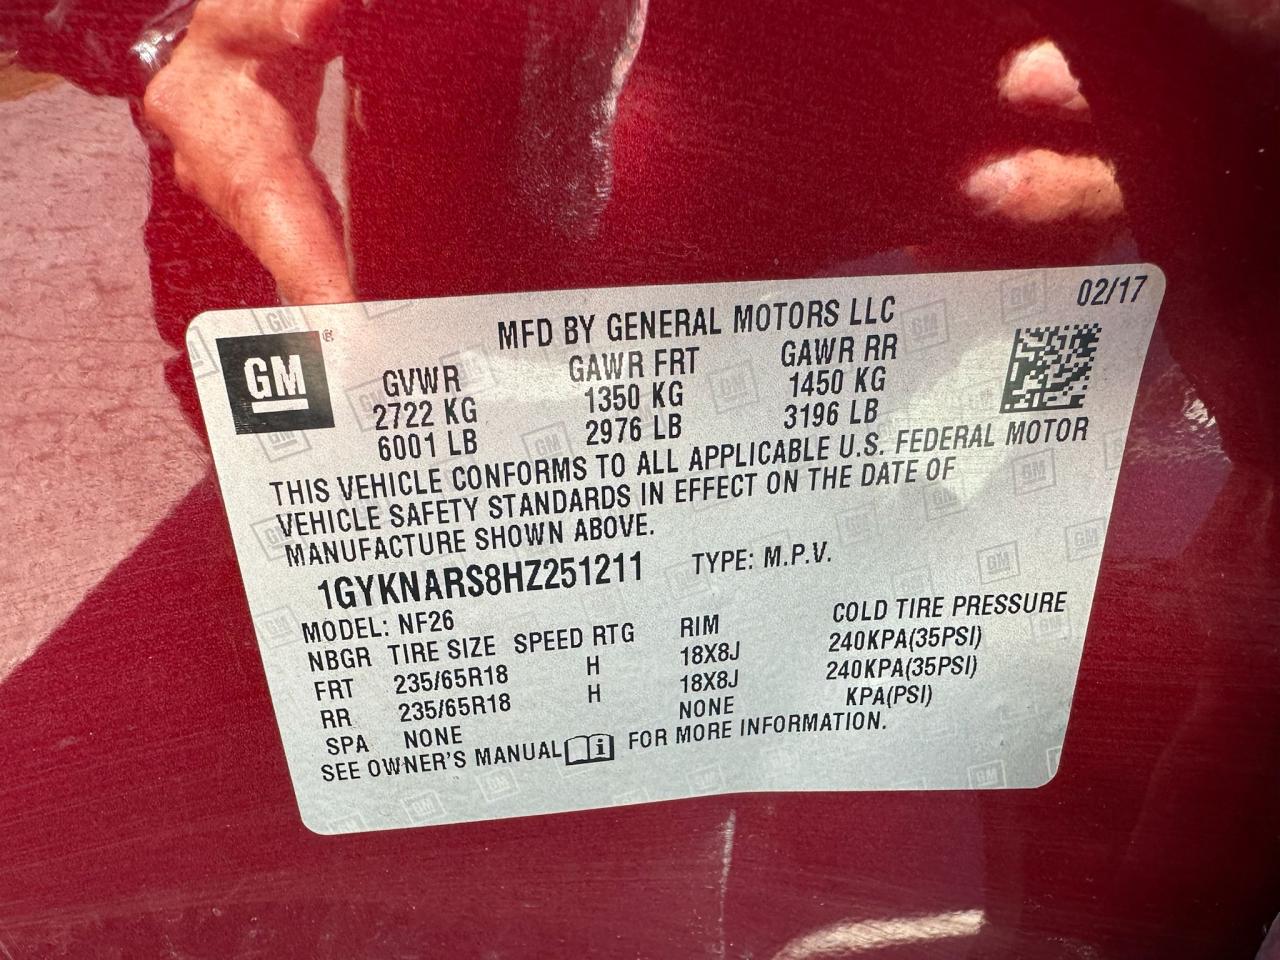 02/17
MFD BY GENERAL MOTORS LLC
GM®
GVWR GAWR FRT GAWR RR
2722 KG 1350 KG 1450 KG
6001 LB 2976 LB 3196 LB
THIS VEHICLE CONFORMS TO ALL APPLICABLE U.S. FEDERAL MOTOR
VEHICLE SAFETY STANDARDS IN EFFECT ON THE DATE OF
MANUFACTURE SHOWN ABOVE.
1GYKNARS8HZ251211 TYPE: M.P.V.
MODEL: NF26
NBGR TIRE SIZE SPEED RTG RIM COLD TIRE PRESSURE
FRT 235/65R18 H 18X8J 240KPA(35PSI)
RR 235/65R18 H 18X8J 240KPA(35PSI)
SPA NONE NONE KPA(PSI)
SEE OWNER'S MANUAL i FOR MORE INFORMATION.